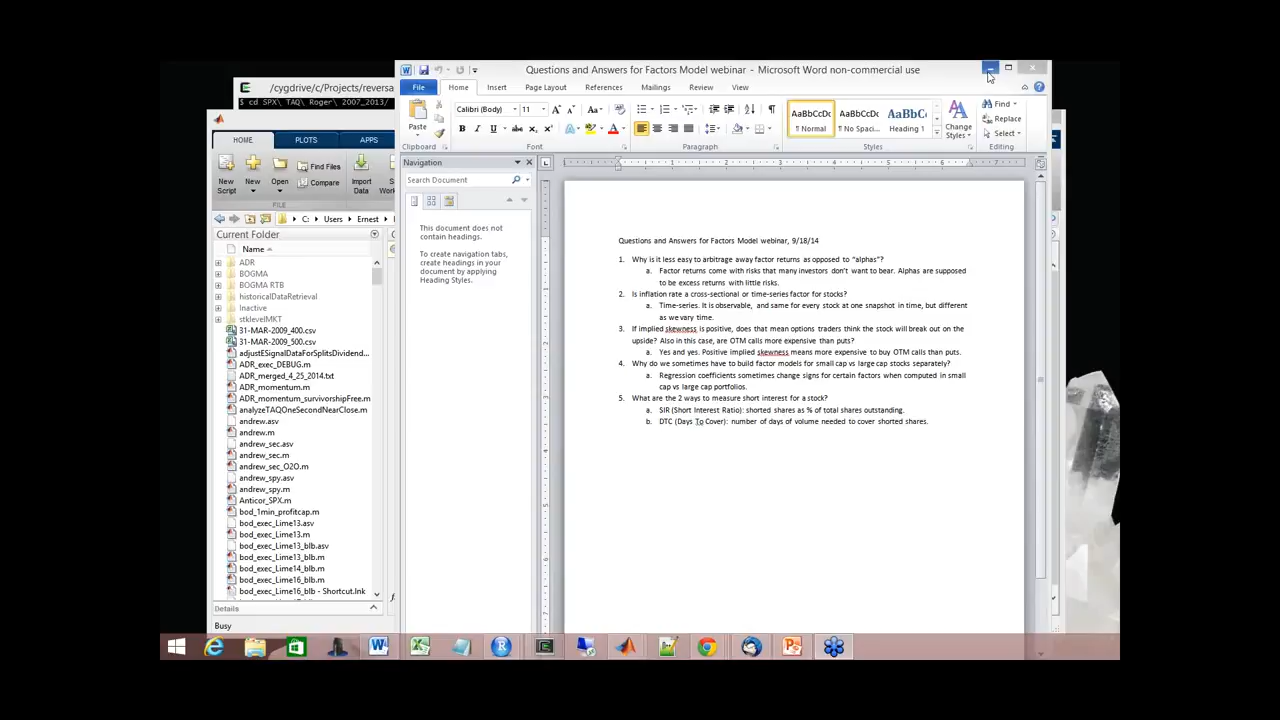 Questions and Answers for Factors Model webinar - Microsoft Word non-commercial use
/cygdrive/c/Projects/reversa
$ cd SPX\ TAQ\ Roger\ 2007_2013/
File Home Insert Page Layout References Mailings Review View
Calibri (Body) 11
Paste
Clipboard
Font
Paragraph
AaBbCcDc AaBbCcDc AaBbC
¶ Normal ¶ No Spaci... Heading 1
Change
Styles
Styles
Find
Replace
Select
Editing
HOME PLOTS APPS
New
Script
New
Open
Find Files
Compare
Import
Data
FILE
C: Users Ernest
Current Folder
Name
ADR
BOGMA
BOGMA RTB
historicalDataRetrieval
Inactive
stklevelMKT
31-MAR-2009_400.csv
31-MAR-2009_500.csv
adjustESignalDataForSplitsDividend...
ADR_exec_DEBUG.m
ADR_merged_4_25_2014.txt
ADR_momentum.m
ADR_momentum_survivorshipFree.m
analyzeTAQOneSecondNearClose.m
andrew.asv
andrew.m
andrew_sec.asv
andrew_sec.m
andrew_sec_O2O.m
andrew_spy.asv
andrew_spy.m
Anticor_SPX.m
bod_1min_profitcap.m
bod_exec_Lime13.asv
bod_exec_Lime13.m
bod_exec_Lime13_blb.asv
bod_exec_Lime13_blb.m
bod_exec_Lime14_blb.m
bod_exec_Lime16_blb.m
bod_exec_Lime16_blb - Shortcut.lnk
Details
Busy
Navigation
Search Document
This document does not
contain headings.
To create navigation tabs,
create headings in your
document by applying
Heading Styles.
Questions and Answers for Factors Model webinar, 9/18/14
1. Why is it less easy to arbitrage away factor returns as opposed to "alphas"?
a. Factor returns come with risks that many investors don't want to bear. Alphas are supposed
to be excess returns with little risks.
2. Is inflation rate a cross-sectional or time-series factor for stocks?
a. Time-series. It is observable, and same for every stock at one snapshot in time, but different
as we vary time.
3. If implied skewness is positive, does that mean options traders think the stock will break out on the
upside? Also in this case, are OTM calls more expensive than puts?
a. Yes and yes. Positive implied skewness means more expensive to buy OTM calls than puts.
4. Why do we sometimes have to build factor models for small cap vs large cap stocks separately?
a. Regression coefficients sometimes change signs for certain factors when computed in small
cap vs large cap portfolios.
5. What are the 2 ways to measure short interest for a stock?
a. SIR (Short Interest Ratio): shorted shares as % of total shares outstanding.
b. DTC (Days To Cover): number of days of volume needed to cover shorted shares.